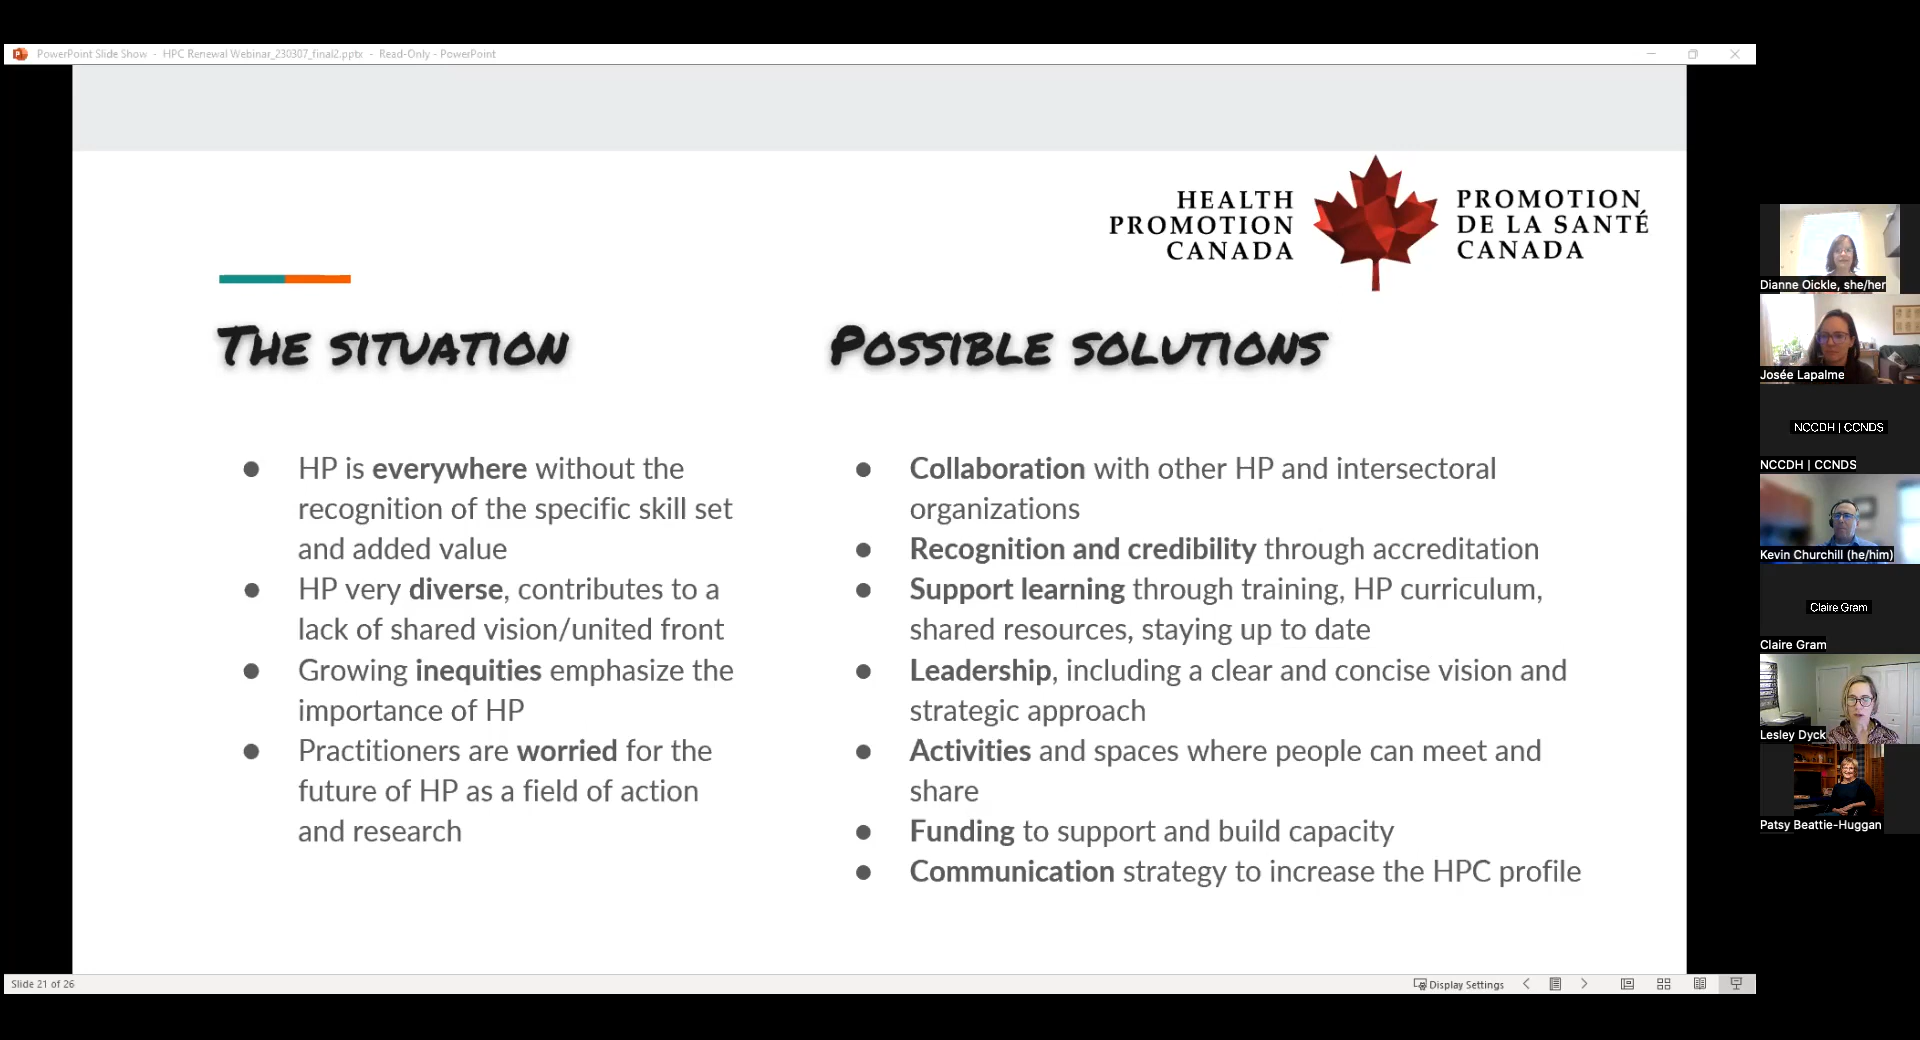 PowerPoint Slide Show - HPC Renewal Webinar_230307_final2.pptx - Read-Only - PowerPoint
HEALTH
PROMOTION
CANADA
PROMOTION
DE LA SANTÉ
CANADA
THE SITUATION
HP is everywhere without the
recognition of the specific skill set
and added value
HP very diverse, contributes to a
lack of shared vision/united front
Growing inequities emphasize the
importance of HP
Practitioners are worried for the
future of HP as a field of action
and research
POSSIBLE SOLUTIONS
Collaboration with other HP and intersectoral
organizations
Recognition and credibility through accreditation
Support learning through training, HP curriculum,
shared resources, staying up to date
Leadership, including a clear and concise vision and
strategic approach
Activities and spaces where people can meet and
share
Funding to support and build capacity
Communication strategy to increase the HPC profile
Slide 21 of 26
Display Settings
Dianne Oickle, she/her
Josée Lapalme
NCCDH | CCNDS
NCCDH | CCNDS
Kevin Churchill (he/him)
Claire Gram
Claire Gram
Lesley Dyck
Patsy Beattie-Huggan